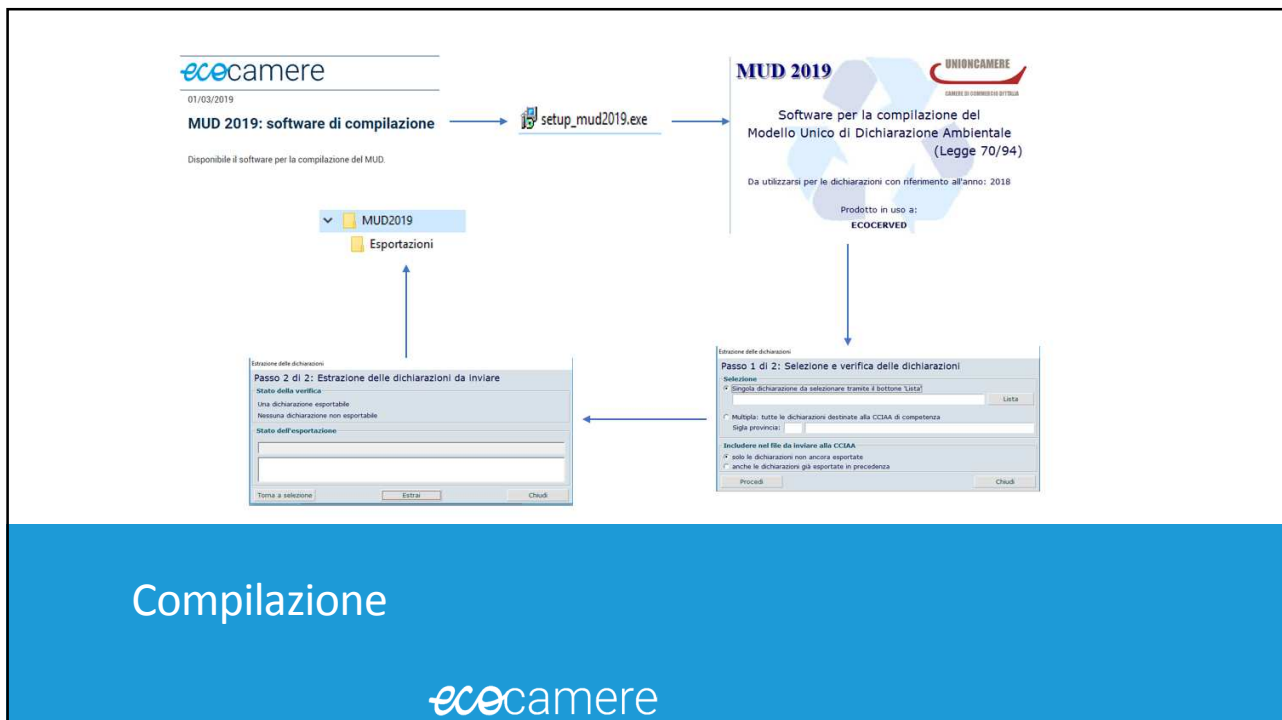 ecocamere
01/03/2019
MUD 2019: software di compilazione
Disponibile il software per la compilazione del MUD.
setup_mud2019.exe
MUD 2019
UNIONCAMERE
CAMERE DI COMMERCIO D'ITALIA
Software per la compilazione del
Modello Unico di Dichiarazione Ambientale
(Legge 70/94)
Da utilizzarsi per le dichiarazioni con riferimento all'anno: 2018
Prodotto in uso a:
ECOCERVED
MUD2019
Esportazioni
Estrazione delle dichiarazioni
Passo 1 di 2: Selezione e verifica delle dichiarazioni
Selezione
Singola dichiarazione da selezionare tramite il bottone 'Lista'
Lista
Multipla: tutte le dichiarazioni destinate alla CCIAA di competenza
Sigla provincia:
Includere nel file da inviare alla CCIAA
solo le dichiarazioni non ancora esportate
anche le dichiarazioni già esportate in precedenza
Procedi
Chiudi
Estrazione delle dichiarazioni
Passo 2 di 2: Estrazione delle dichiarazioni da inviare
Stato della verifica
Una dichiarazione esportabile
Nessuna dichiarazione non esportabile
Stato dell'esportazione
Torna a selezione
Estrai
Chiudi
Compilazione
ecocamere